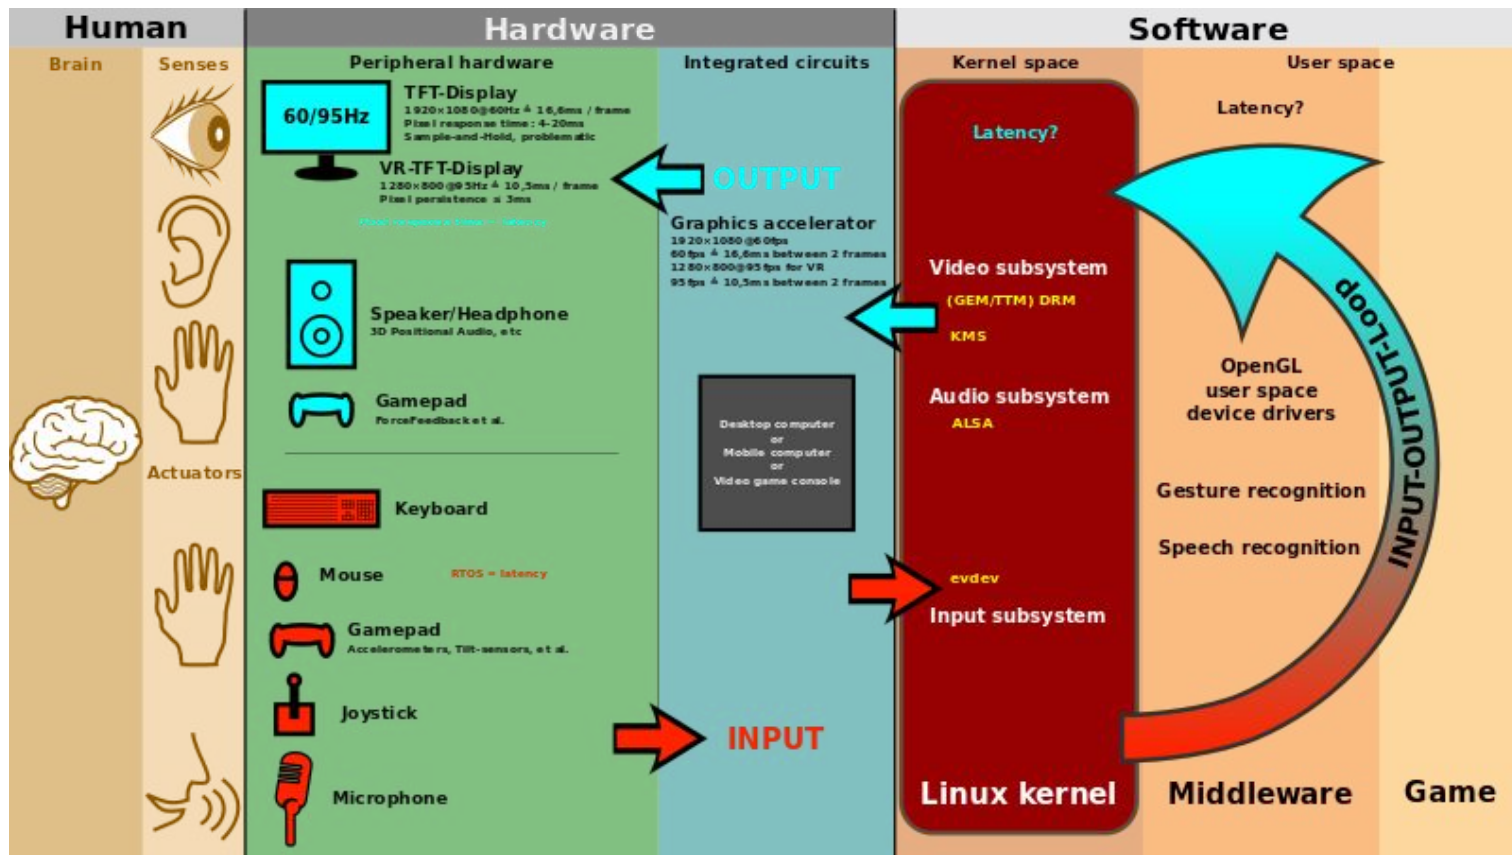 Human
Hardware
Software
Brain
Senses
Peripheral hardware
Integrated circuits
Kernel space
User space
60/95Hz
TFT-Display
1920×1080@60Hz ≙ 16,6ms / frame
Pixel response time: 4-20ms
Sample-and-Hold, problematic
VR-TFT-Display
1280×800@95Hz ≙ 10,5ms / frame
Pixel persistence ≤ 3ms
OUTPUT
Graphics accelerator
1920×1080@60fps
60fps ≙ 16,6ms between 2 frames
1280×800@95fps for VR
95fps ≙ 10,5ms between 2 frames
Speaker/Headphone
3D Positional Audio, etc
Gamepad
ForceFeedback et al.
Actuators
Keyboard
Mouse
RTOS = latency
Gamepad
Accelerometers, Tilt-sensors, et al.
Joystick
Microphone
Desktop computer
or
Mobile computer
or
Video game console
INPUT
Latency?
Video subsystem
(GEM/TTM) DRM
KMS
Audio subsystem
ALSA
evdev
Input subsystem
Linux kernel
Latency?
OpenGL
user space
device drivers
Gesture recognition
Speech recognition
INPUT-OUTPUT-Loop
Middleware
Game